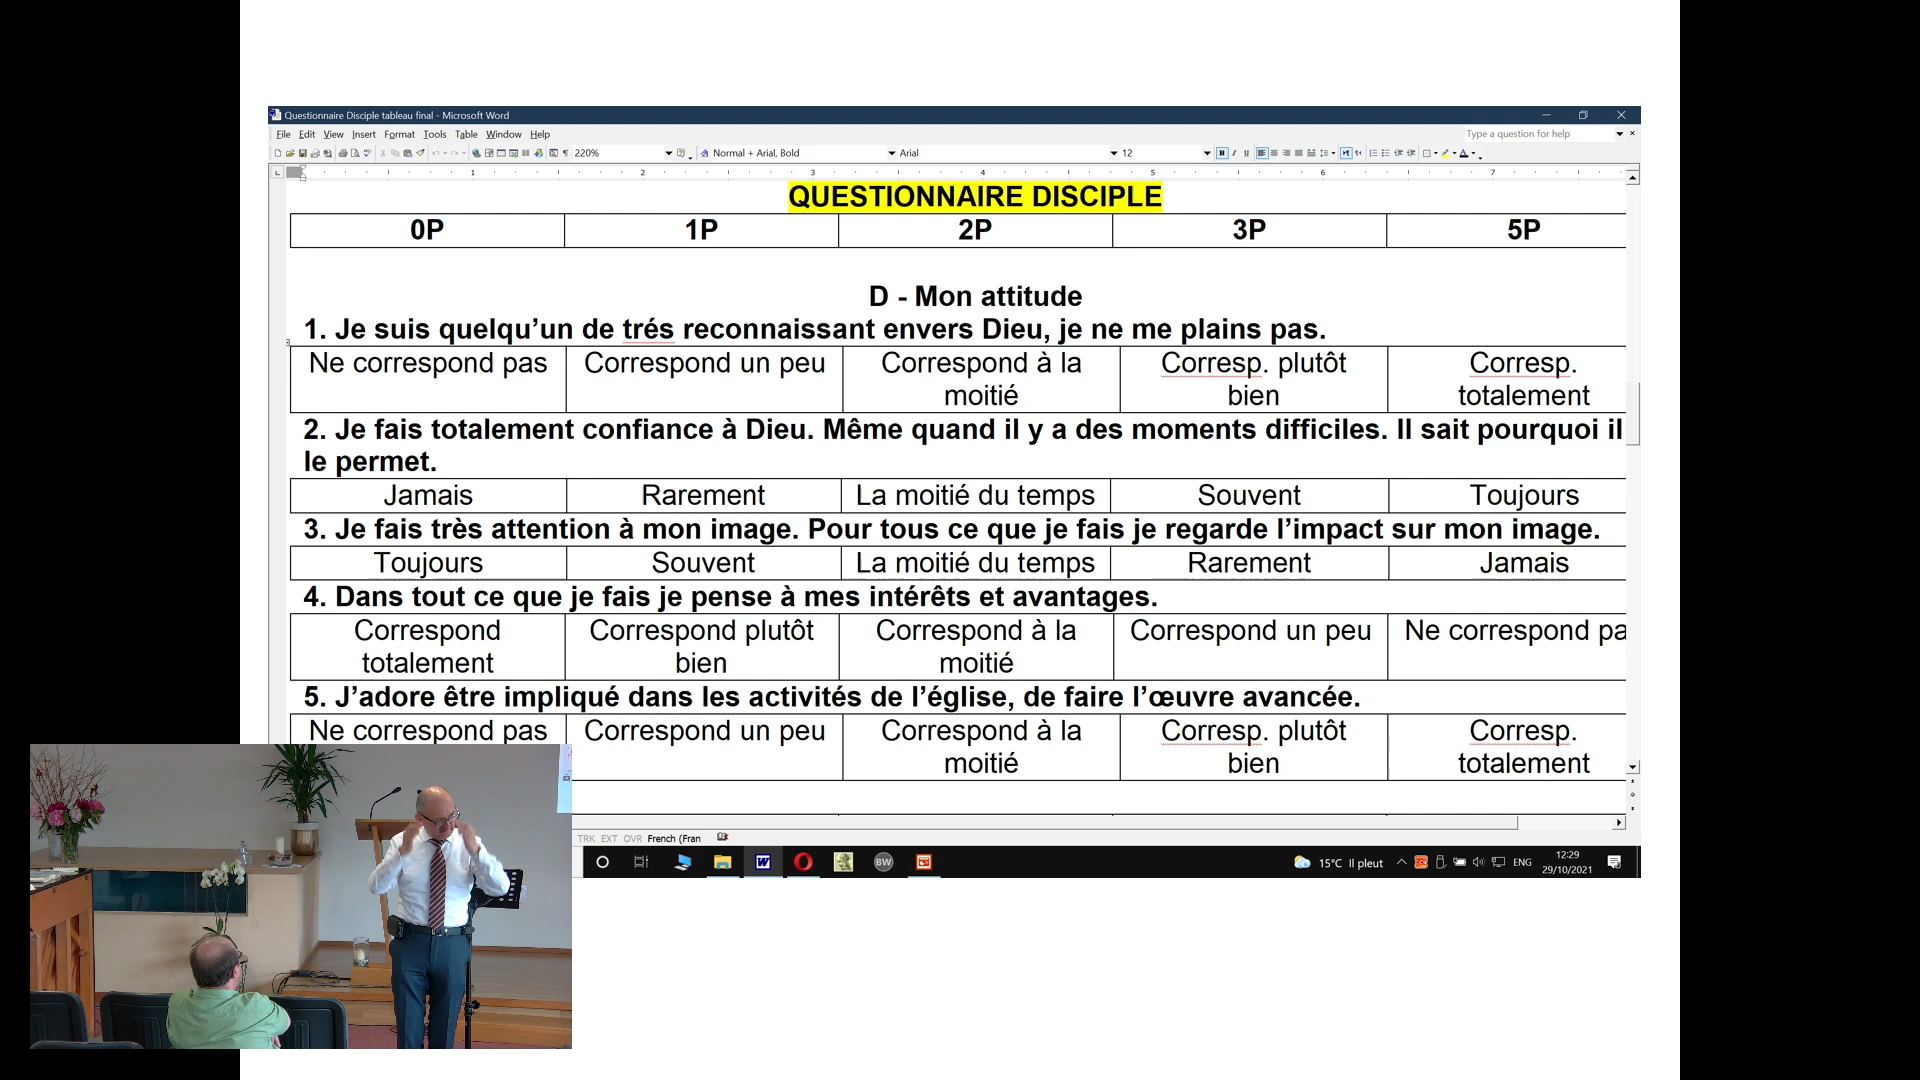 Questionnaire Disciple tableau final - Microsoft Word
File Edit View Insert Format Tools Table Window Help
Type a question for help
220%
Normal + Arial, Bold
Arial
12
1 2 3 4 5 6 7
QUESTIONNAIRE DISCIPLE
0P 1P 2P 3P 5P
D - Mon attitude
1. Je suis quelqu’un de trés reconnaissant envers Dieu, je ne me plains pas.
Ne correspond pas Correspond un peu Correspond à la moitié Corresp. plutôt bien Corresp. totalement
2. Je fais totalement confiance à Dieu. Même quand il y a des moments difficiles. Il sait pourquoi il
le permet.
Jamais Rarement La moitié du temps Souvent Toujours
3. Je fais très attention à mon image. Pour tous ce que je fais je regarde l’impact sur mon image.
Toujours Souvent La moitié du temps Rarement Jamais
4. Dans tout ce que je fais je pense à mes intérêts et avantages.
Correspond totalement Correspond plutôt bien Correspond à la moitié Correspond un peu Ne correspond pa
5. J’adore être impliqué dans les activités de l’église, de faire l’œuvre avancée.
Ne correspond pas Correspond un peu Correspond à la moitié Corresp. plutôt bien Corresp. totalement
TRK EXT OVR French (Fran
BW
15°C Il pleut
ENG
12:29
29/10/2021